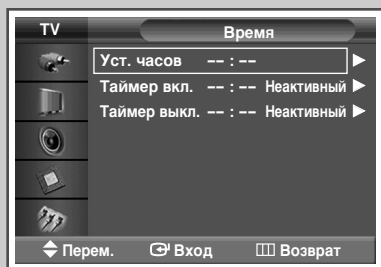 TV
Время
Уст. часов -- : --
Таймер вкл. -- : -- Неактивный
Таймер выкл. -- : -- Неактивный
Перем. Вход Возврат